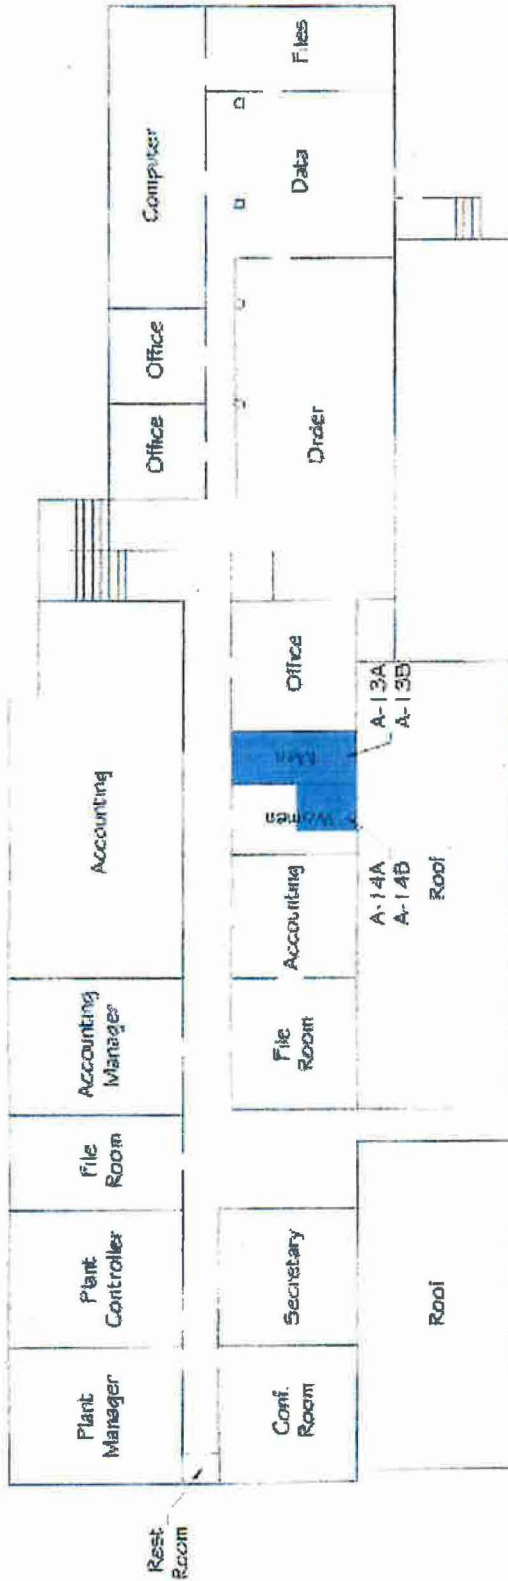 Rest
Room
Plant
Manager
Plant
Controller
File
Room
Accounting
Manager
Accounting
Office
Office
Computer
Conf.
Room
Secretary
File
Room
Accounting
Women
Men
Office
Order
Data
Files
A-14A
A-14B
A-13A
A-13B
Roof
Roof